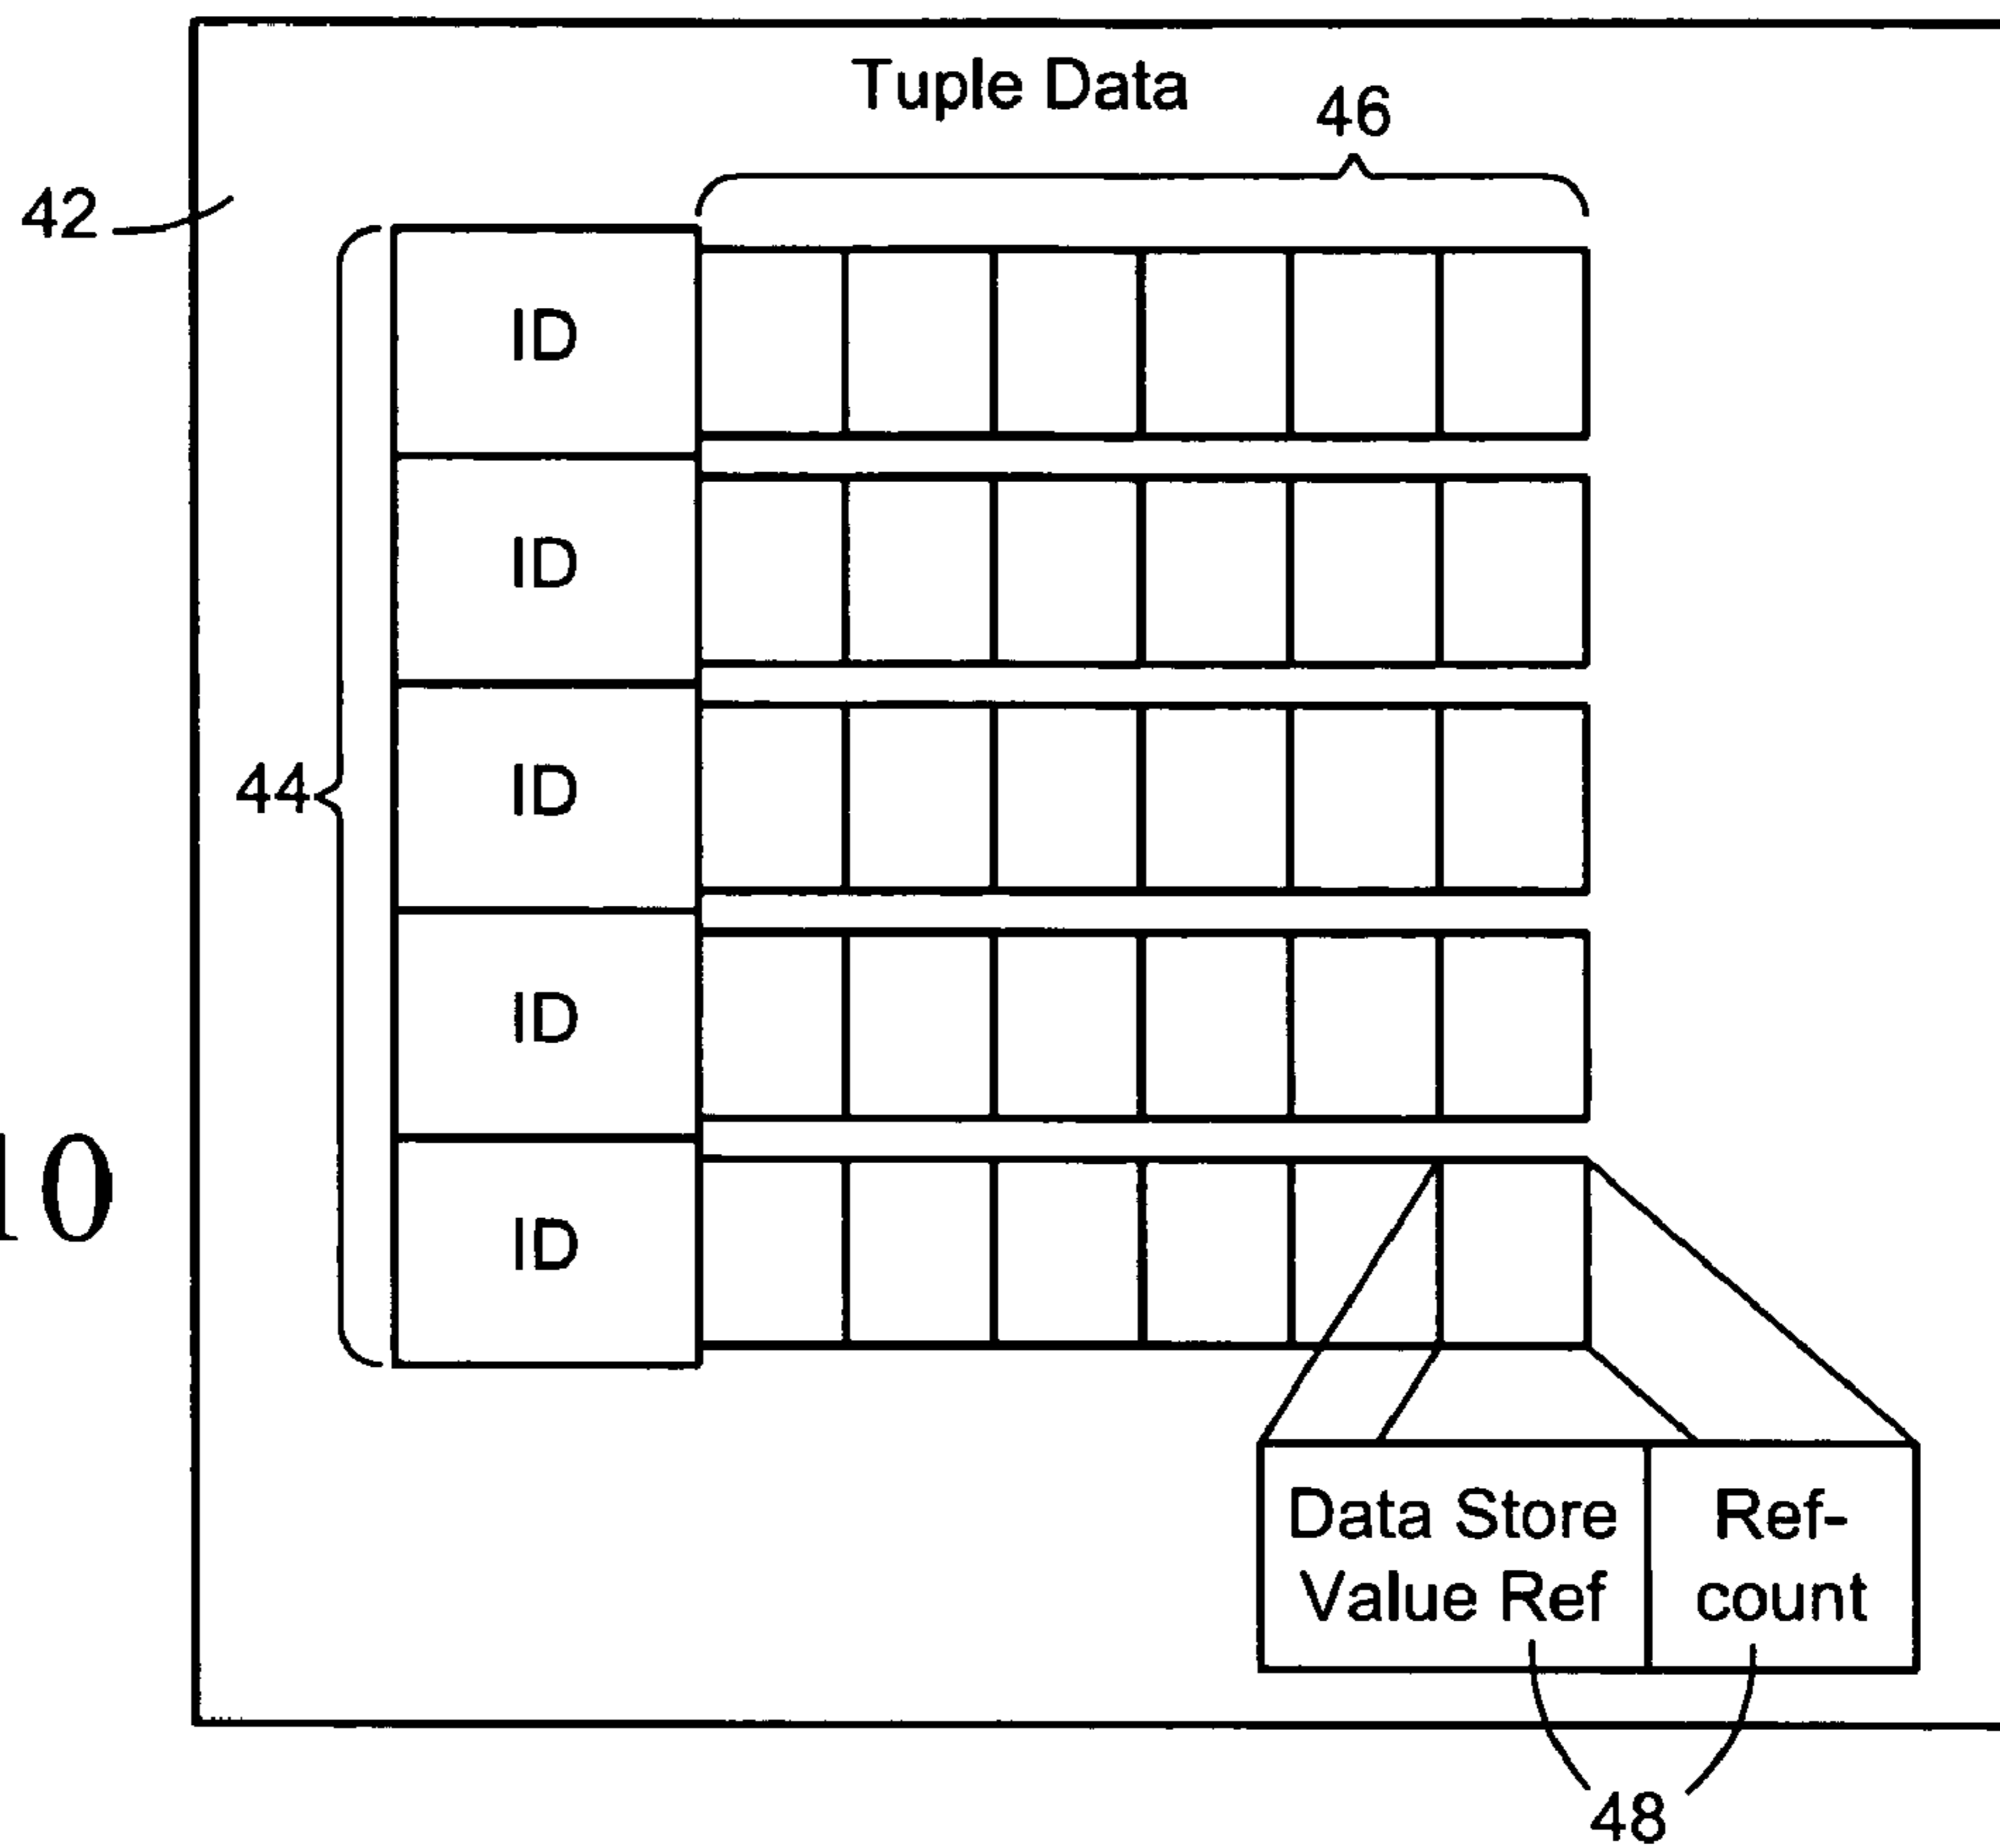 Tuple Data
46
42
ID
ID
44
ID
ID
10
ID
Data Store
Value Ref
Ref-
count
48